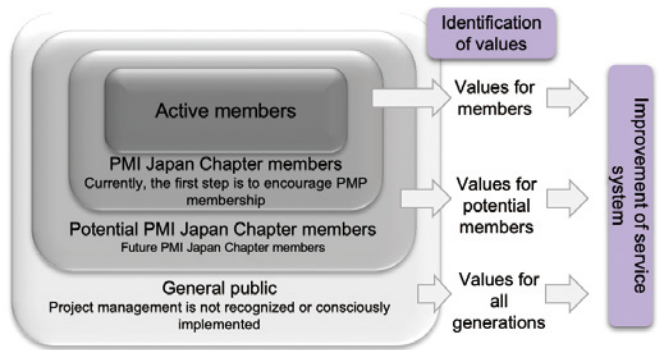 Identification
of values
Active members
Values for
members
PMI Japan Chapter members
Currently, the first step is to encourage PMP
membership
Values for
potential
members
Potential PMI Japan Chapter members
Future PMI Japan Chapter members
General public
Project management is not recognized or consciously
implemented
Values for
all
generations
Improvement of service
system